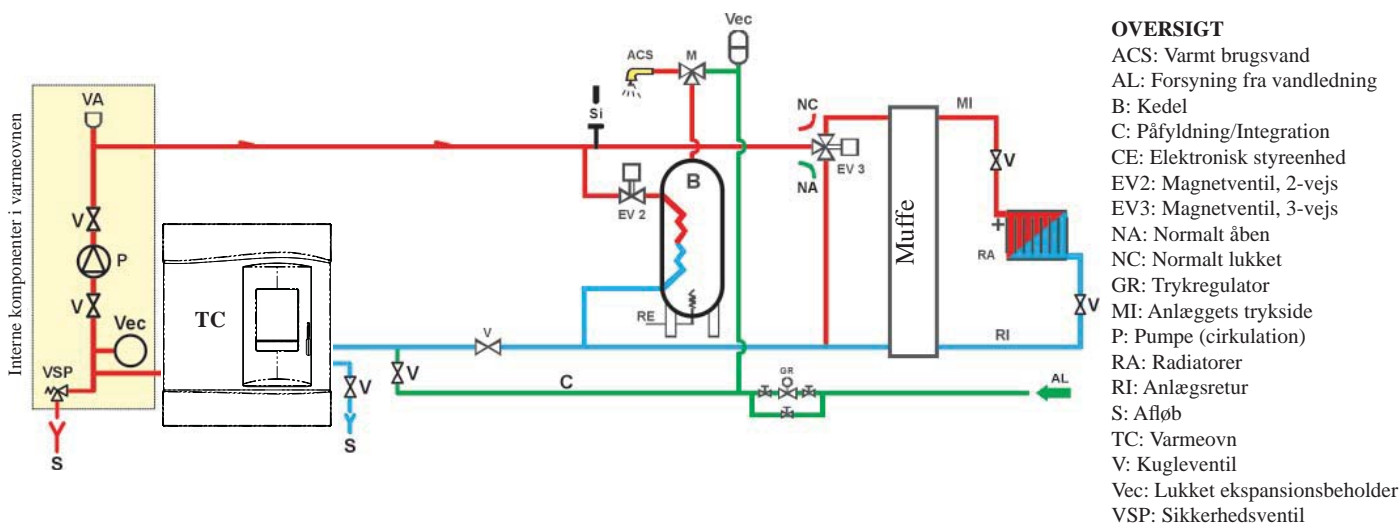 Interne komponenter i varmeovnen
VA
V
P
V
Vec
VSP
S
TC
V
S
V
V
C
Si
ACS
M
Vec
EV 2
B
RE
NC
NA
EV 3
GR
AL
Muffe
MI
V
+
RA
V
RI
OVERSIGT
ACS: Varmt brugsvand
AL: Forsyning fra vandledning
B: Kedel
C: Påfyldning/Integration
CE: Elektronisk styreenhed
EV2: Magnetventil, 2-vejs
EV3: Magnetventil, 3-vejs
NA: Normalt åben
NC: Normalt lukket
GR: Trykregulator
MI: Anlæggets trykside
P: Pumpe (cirkulation)
RA: Radiatorer
RI: Anlægsretur
S: Afløb
TC: Varmeovn
V: Kugleventil
Vec: Lukket ekspansionsbeholder
VSP: Sikkerhedsventil